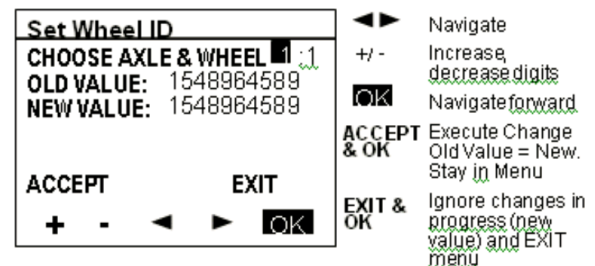 Set Wheel ID
CHOOSE AXLE & WHEEL 1 :1
OLD VALUE: 1548964589
NEW VALUE: 1548964589
ACCEPT EXIT
+ - ◄ ► OK
◄► Navigate
+/- Increase,
decrease digits
OK Navigate forward
ACCEPT & OK Execute Change
Old Value = New.
Stay in Menu
EXIT & OK Ignore changes in
progress (new
value) and EXIT
menu